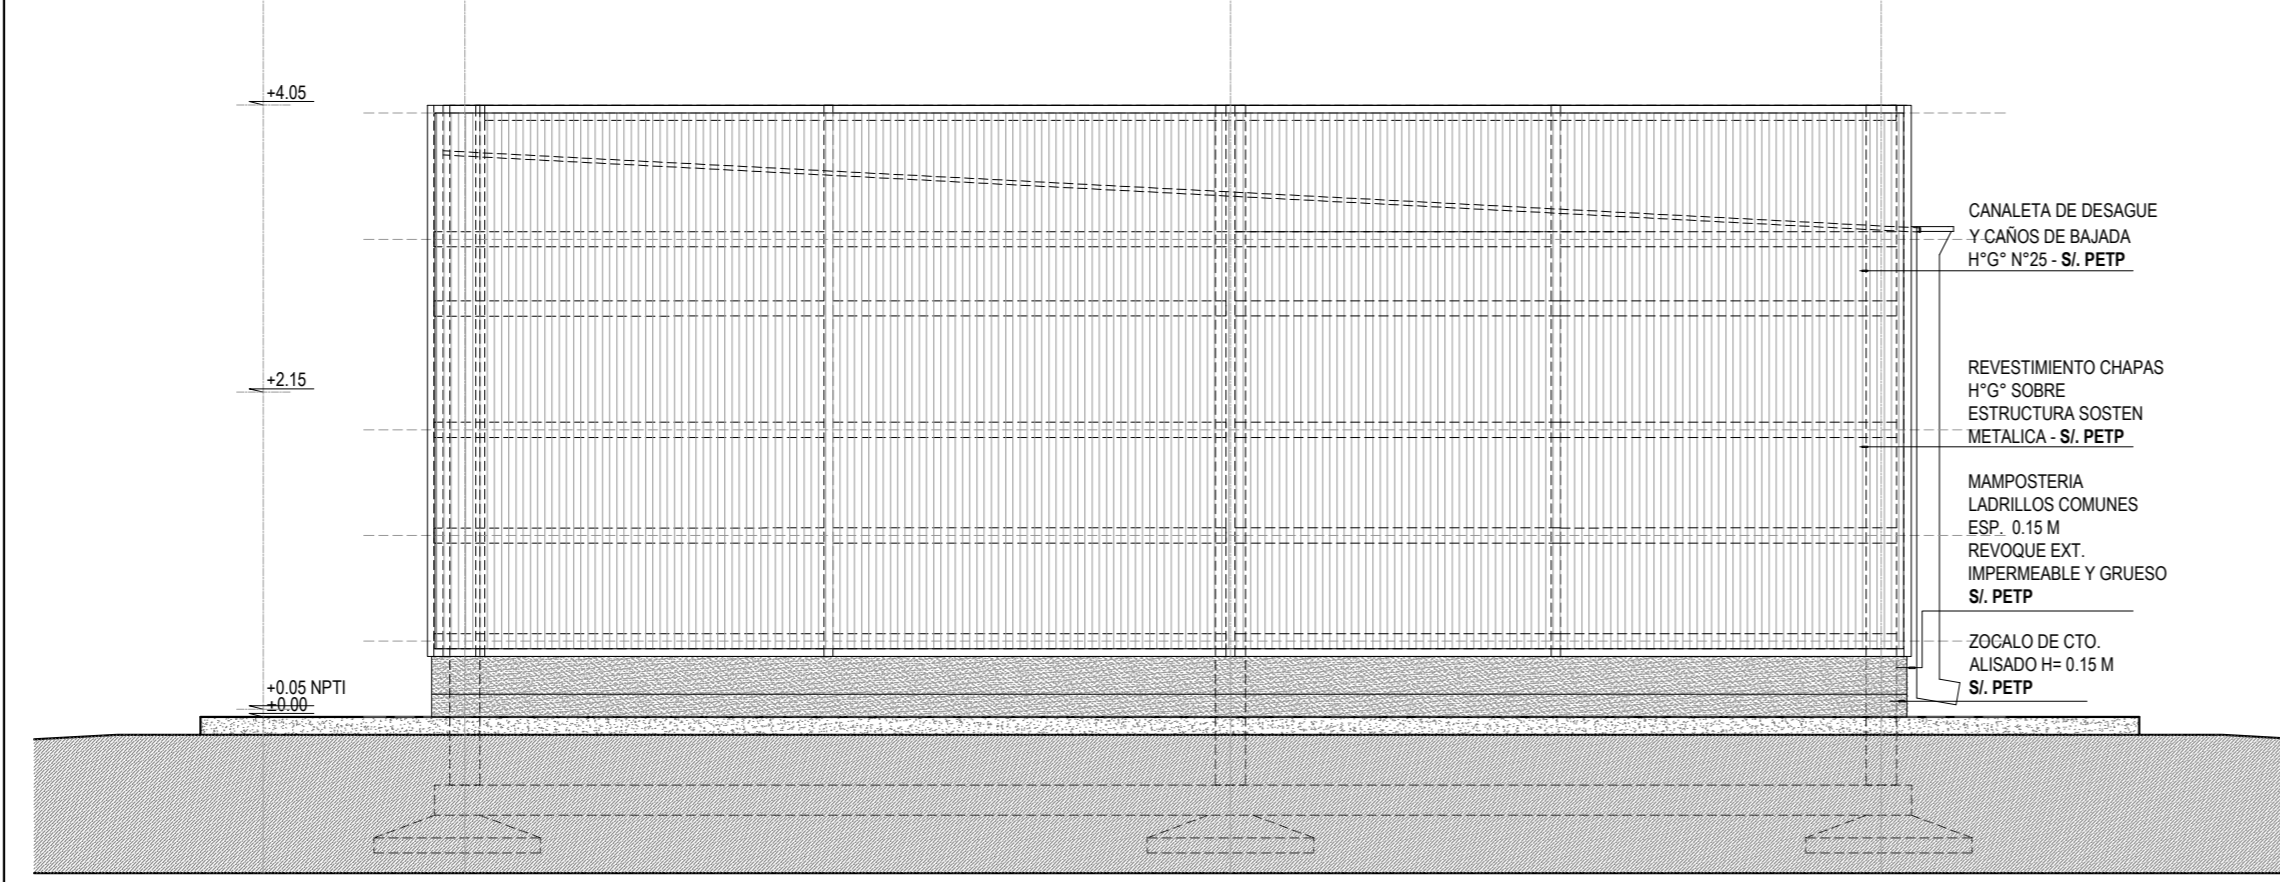 +4.05
+2.15
+0.05 NPTI
±0.00
CANALETA DE DESAGUE
Y CAÑOS DE BAJADA
H°G° N°25 - S/. PETP
REVESTIMIENTO CHAPAS
H°G° SOBRE
ESTRUCTURA SOSTEN
METALICA - S/. PETP
MAMPOSTERIA
LADRILLOS COMUNES
ESP. 0.15 M
REVOQUE EXT.
IMPERMEABLE Y GRUESO
S/. PETP
ZOCALO DE CTO.
ALISADO H= 0.15 M
S/. PETP